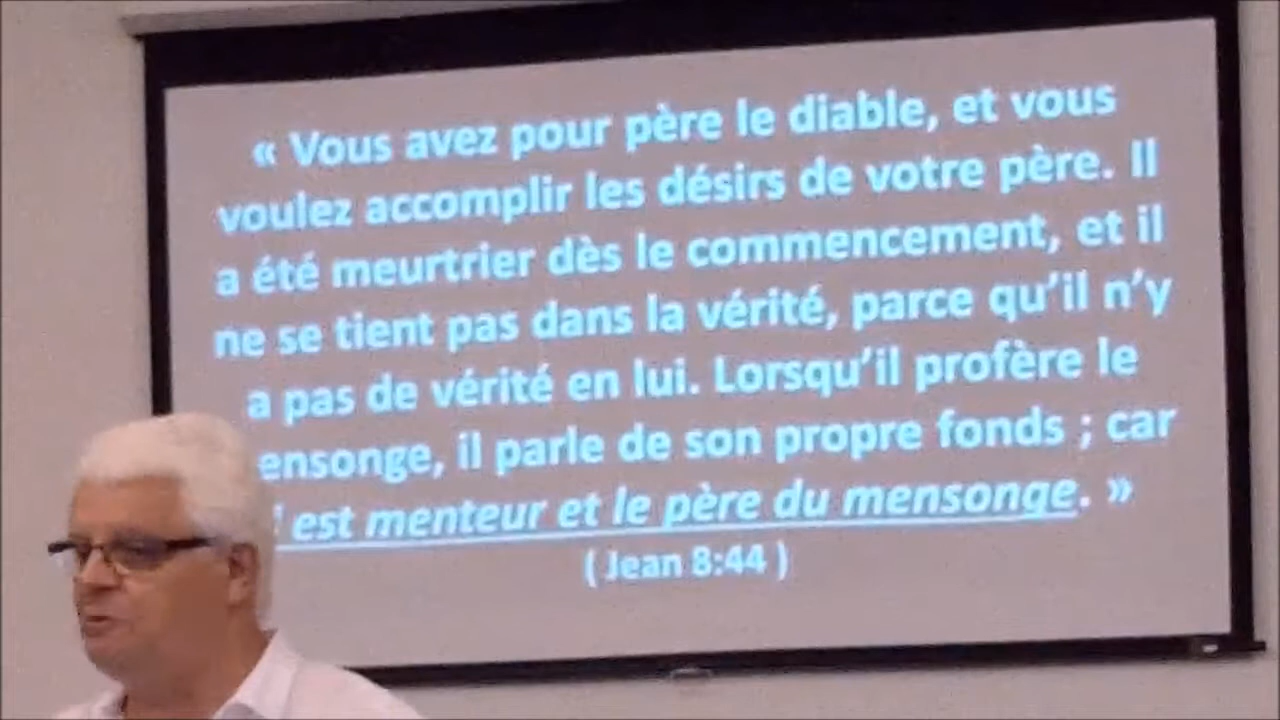 « Vous avez pour père le diable, et vous
voulez accomplir les désirs de votre père. Il
a été meurtrier dès le commencement, et il
ne se tient pas dans la vérité, parce qu'il n'y
a pas de vérité en lui. Lorsqu'il profère le
ensonge, il parle de son propre fonds ; car
l est menteur et le père du mensonge. »
( Jean 8:44 )